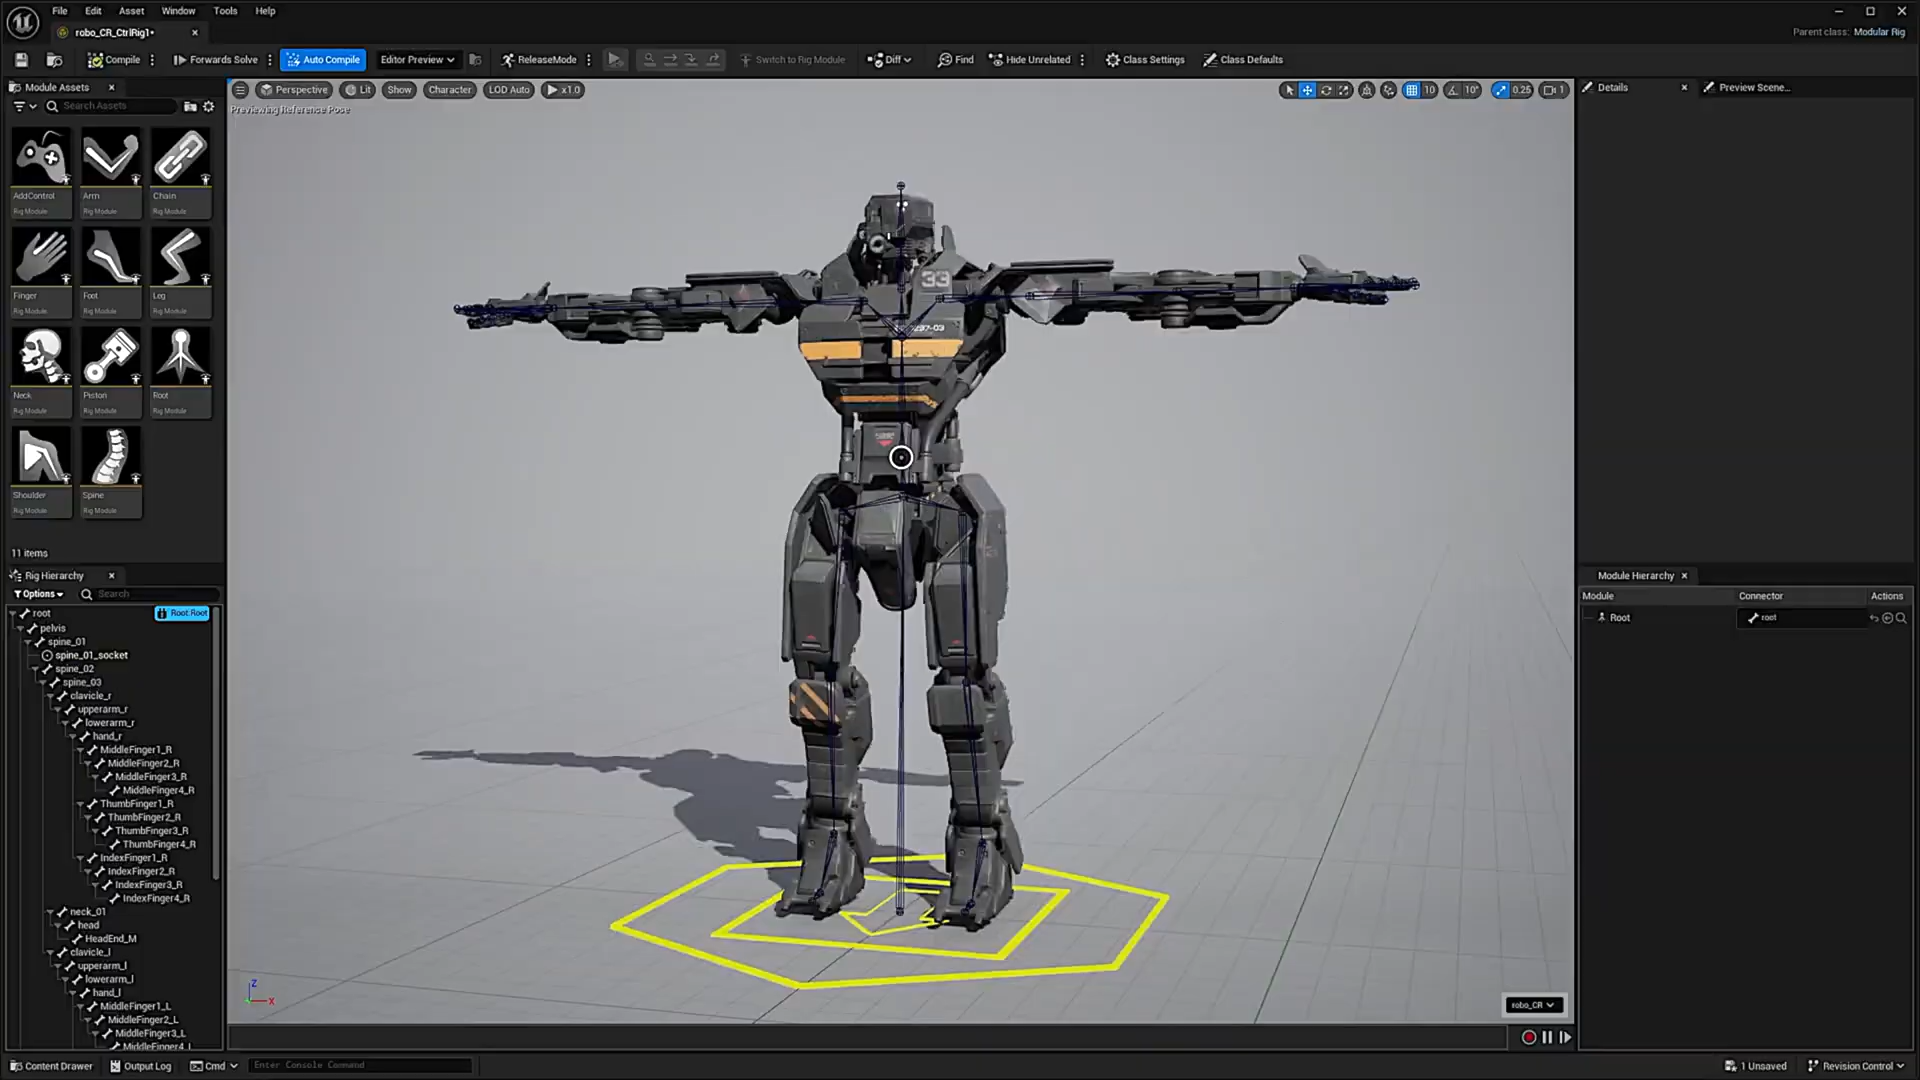 File Edit Asset Window Tools Help
robo_CR_CtrlRig1•
Parent class: Modular Rig
Compile Forwards Solve Auto Compile Editor Preview ReleaseMode Switch to Rig Module Diff Find Hide Unrelated Class Settings Class Defaults
Module Assets
Search Assets
AddControl
Rig Module
Arm
Rig Module
Chain
Rig Module
Finger
Rig Module
Foot
Rig Module
Leg
Rig Module
Neck
Rig Module
Piston
Rig Module
Root
Rig Module
Shoulder
Rig Module
Spine
Rig Module
11 items
Rig Hierarchy
Options Search
root Root Root
pelvis
spine_01
spine_01_socket
spine_02
spine_03
clavicle_r
upperarm_r
lowerarm_r
hand_r
MiddleFinger1_R
MiddleFinger2_R
MiddleFinger3_R
MiddleFinger4_R
ThumbFinger1_R
ThumbFinger2_R
ThumbFinger3_R
ThumbFinger4_R
IndexFinger1_R
IndexFinger2_R
IndexFinger3_R
IndexFinger4_R
neck_01
head
HeadEnd_M
clavicle_l
upperarm_l
lowerarm_l
hand_l
MiddleFinger1_L
MiddleFinger2_L
MiddleFinger3_L
MiddleFinger4_L
Perspective Lit Show Character LOD Auto x1.0
10 10° 0.25 1
Previewing Reference Pose
33
Z
X
robo_CR
Details Preview Scene...
Module Hierarchy
Module Connector Actions
Root root
Content Drawer Output Log Cmd Enter Console Command
1 Unsaved Revision Control